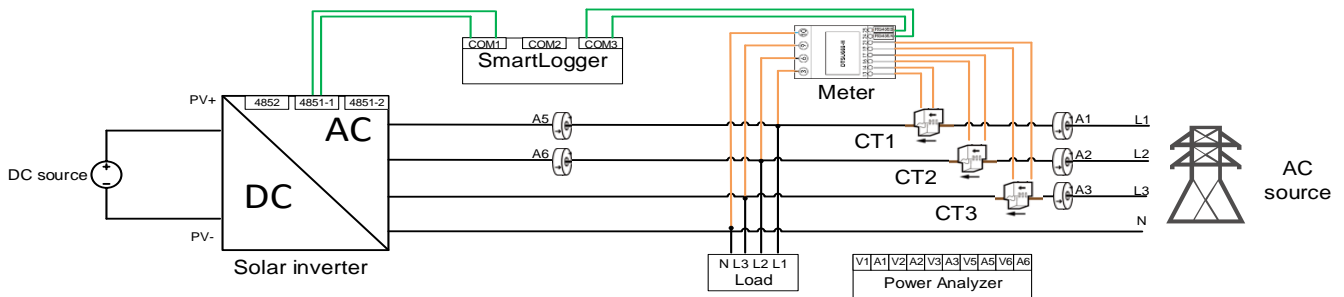 COM1 COM2 COM3
SmartLogger
DTSU666-H
Meter
PV+
4852 4851-1 4851-2
AC
DC
A5
A6
CT1
CT2
CT3
A1 L1
A2 L2
A3 L3
N
DC source
AC
source
PV-
Solar inverter
N L3 L2 L1
Load
V1 A1 V2 A2 V3 A3 V5 A5 V6 A6
Power Analyzer